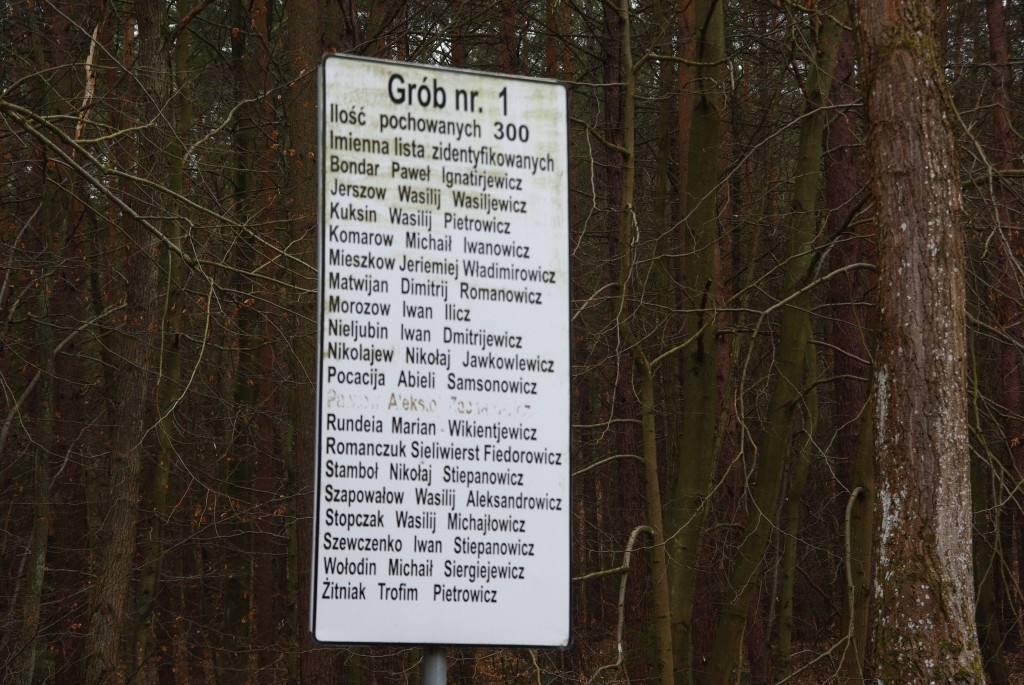 Grób nr. 1
Ilość pochowanych 300
Imienna lista zidentyfikowanych
Bondar Paweł Ignatirjewicz
Jerszow Wasilij Wasiljewicz
Kuksin Wasilij Pietrowicz
Komarow Michaił Iwanowicz
Mieszkow Jeriemiej Władimirowicz
Matwijan Dimitrij Romanowicz
Morozow Iwan Ilicz
Nieljubin Iwan Dmitrijewicz
Nikolajew Nikołaj Jawkowlewicz
Pocacija Abieli Samsonowicz
Rundeia Marian Wikientjewicz
Romanczuk Sieliwierst Fiedorowicz
Stamboł Nikołaj Stiepanowicz
Szapowałow Wasilij Aleksandrowicz
Stopczak Wasilij Michajłowicz
Szewczenko Iwan Stiepanowicz
Wołodin Michaił Siergiejewicz
Żitniak Trofim Pietrowicz